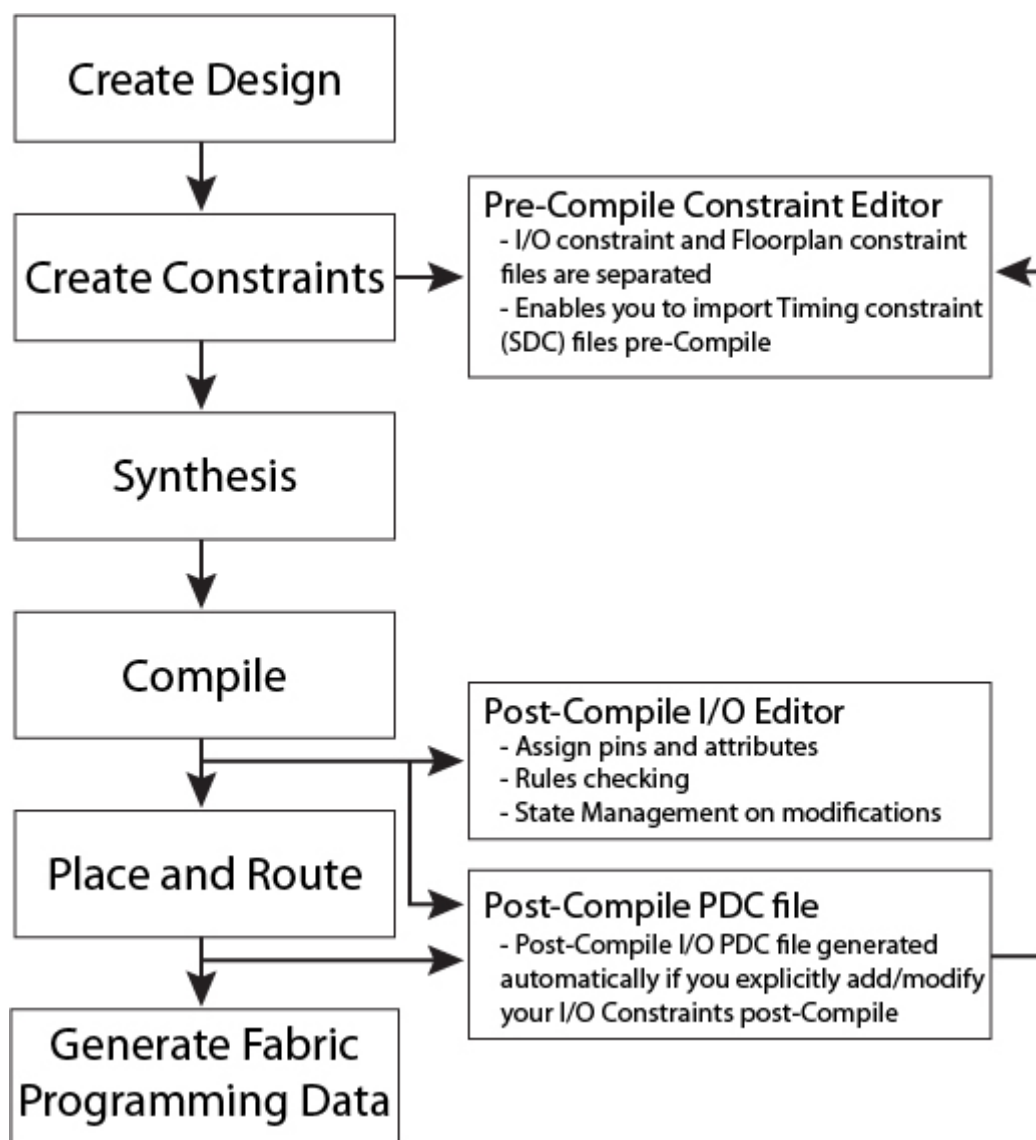 Create Design
Create Constraints
Pre-Compile Constraint Editor
- I/O constraint and Floorplan constraint
files are separated
- Enables you to import Timing constraint
(SDC) files pre-Compile
Synthesis
Compile
Post-Compile I/O Editor
- Assign pins and attributes
- Rules checking
- State Management on modifications
Place and Route
Post-Compile PDC file
- Post-Compile I/O PDC file generated
automatically if you explicitly add/modify
your I/O Constraints post-Compile
Generate Fabric
Programming Data